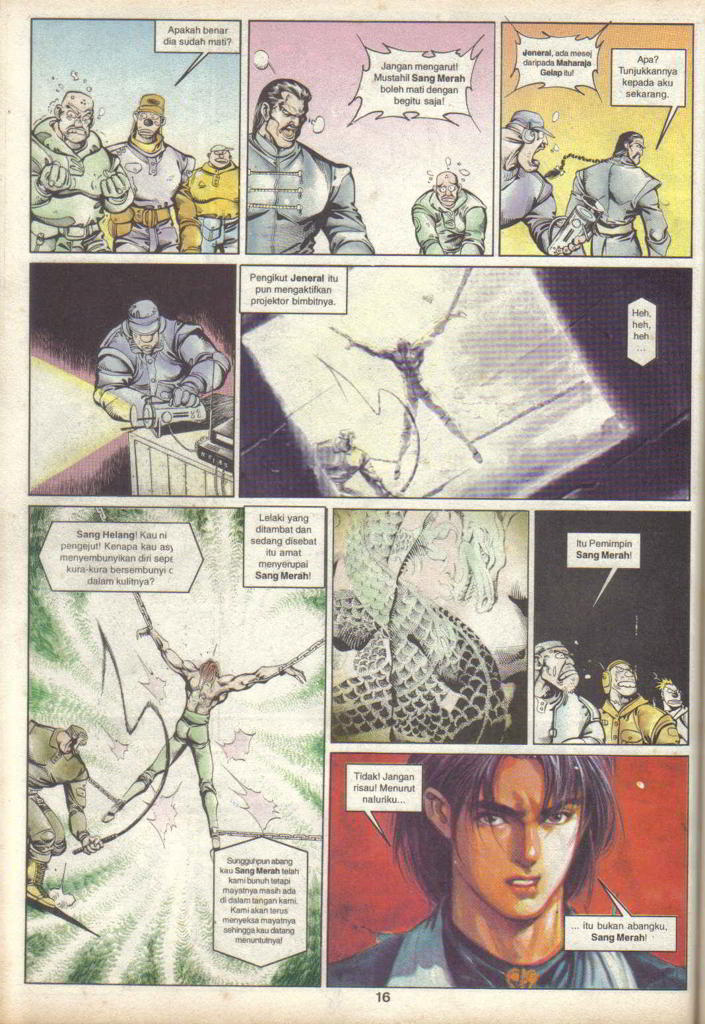 Apakah benar
dia sudah mati?
Jangan mengarut!
Mustahil Sang Merah
boleh mati dengan
begitu saja!
Jeneral, ada mesej
daripada Maharaja
Gelap itu!
Apa?
Tunjukkannya
kepada aku
sekarang.
Pengikut Jeneral itu
pun mengaktifkan
projektor bimbitnya.
Heh,
heh,
heh
...
Sang Helang! Kau ni
pengejut! Kenapa kau
menyembunyikan diri
kura-kura bersembunyi
dalam kulitnya?
Lelaki yang
ditambat dan
sedang disebat
itu amat
menyerupai
Sang Merah!
Sungguhpun abang
kau Sang Merah telah
kami bunuh tetapi
mayatnya masih ada
di dalam tangan kami.
Kami akan terus
menyeksa mayatnya
sehingga kau datang
menuntutnya!
Itu Pemimpin
Sang Merah!
Tidak! Jangan
risau! Menurut
naluriku...
... itu bukan abangku,
Sang Merah!
16